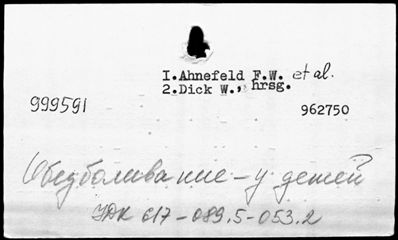 I.Ahnefeld F.W. et al.
2.Dick W., hrsg.
999591
962750
Обезболивание - у детей
УДК 617-089.5-053.2